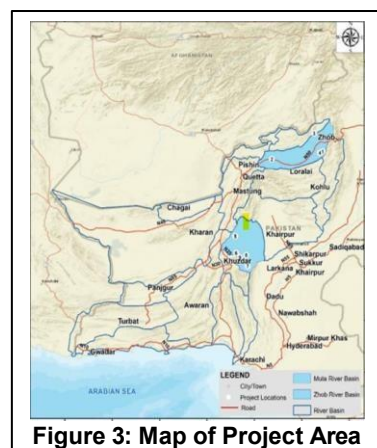 AFGHANISTAN
Zhob
Pishin
Quetta
Loralai
Kohlu
Mastung
Chagai
Kharan
PAKISTAN
Khairpur
Shikarpur
Sadiqabad
Sukkur
Khuzdar
Larkana
Khairpur
Panjgur
Awaran
Dadu
Nawabshah
Turbat
Mirpur Khas
Hyderabad
Gwadar
Karachi
ARABIAN SEA
LEGEND
City/Town
Project Locations
Road
Mula River Basin
Zhob River Basin
River Basin
Figure 3: Map of Project Area